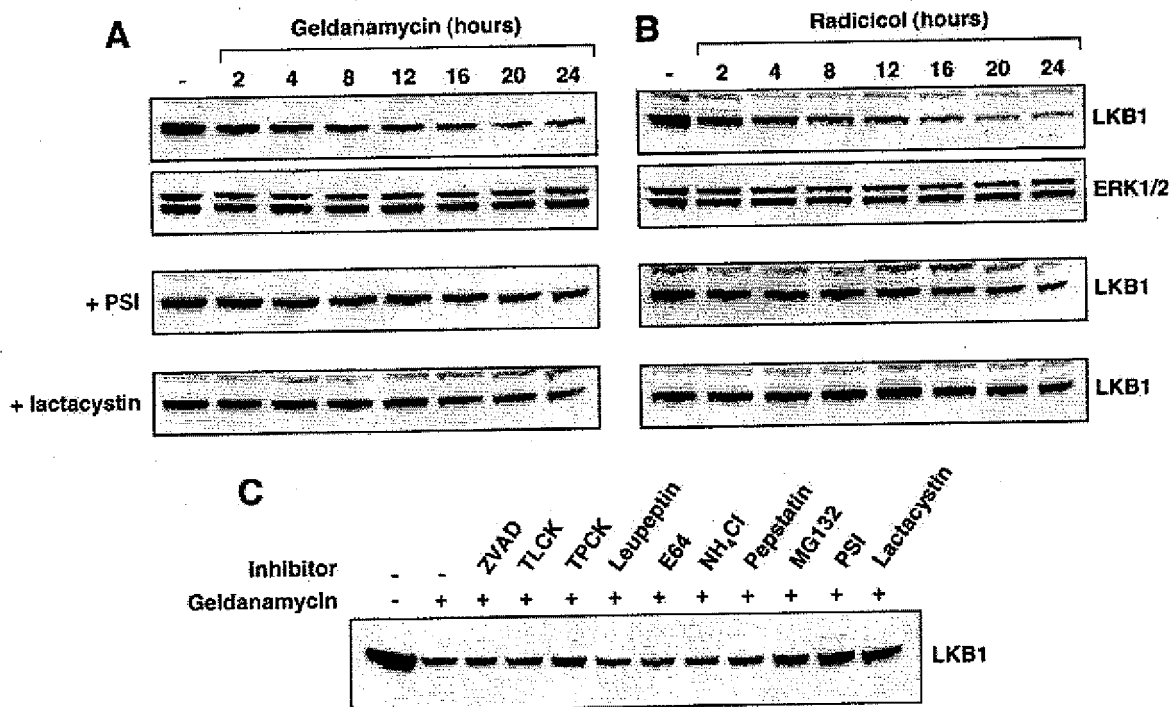 A
Geldanamycin (hours)
- 2 4 8 12 16 20 24
B
Radicicol (hours)
- 2 4 8 12 16 20 24
LKB1
ERK1/2
+ PSI
LKB1
+ lactacystin
LKB1
C
Inhibitor - - ZVAD TLCK TPCK Leupeptin E64 NH₄Cl Pepstatin MG132 PSI Lactacystin
Geldanamycin - + + + + + + + + + + +
LKB1